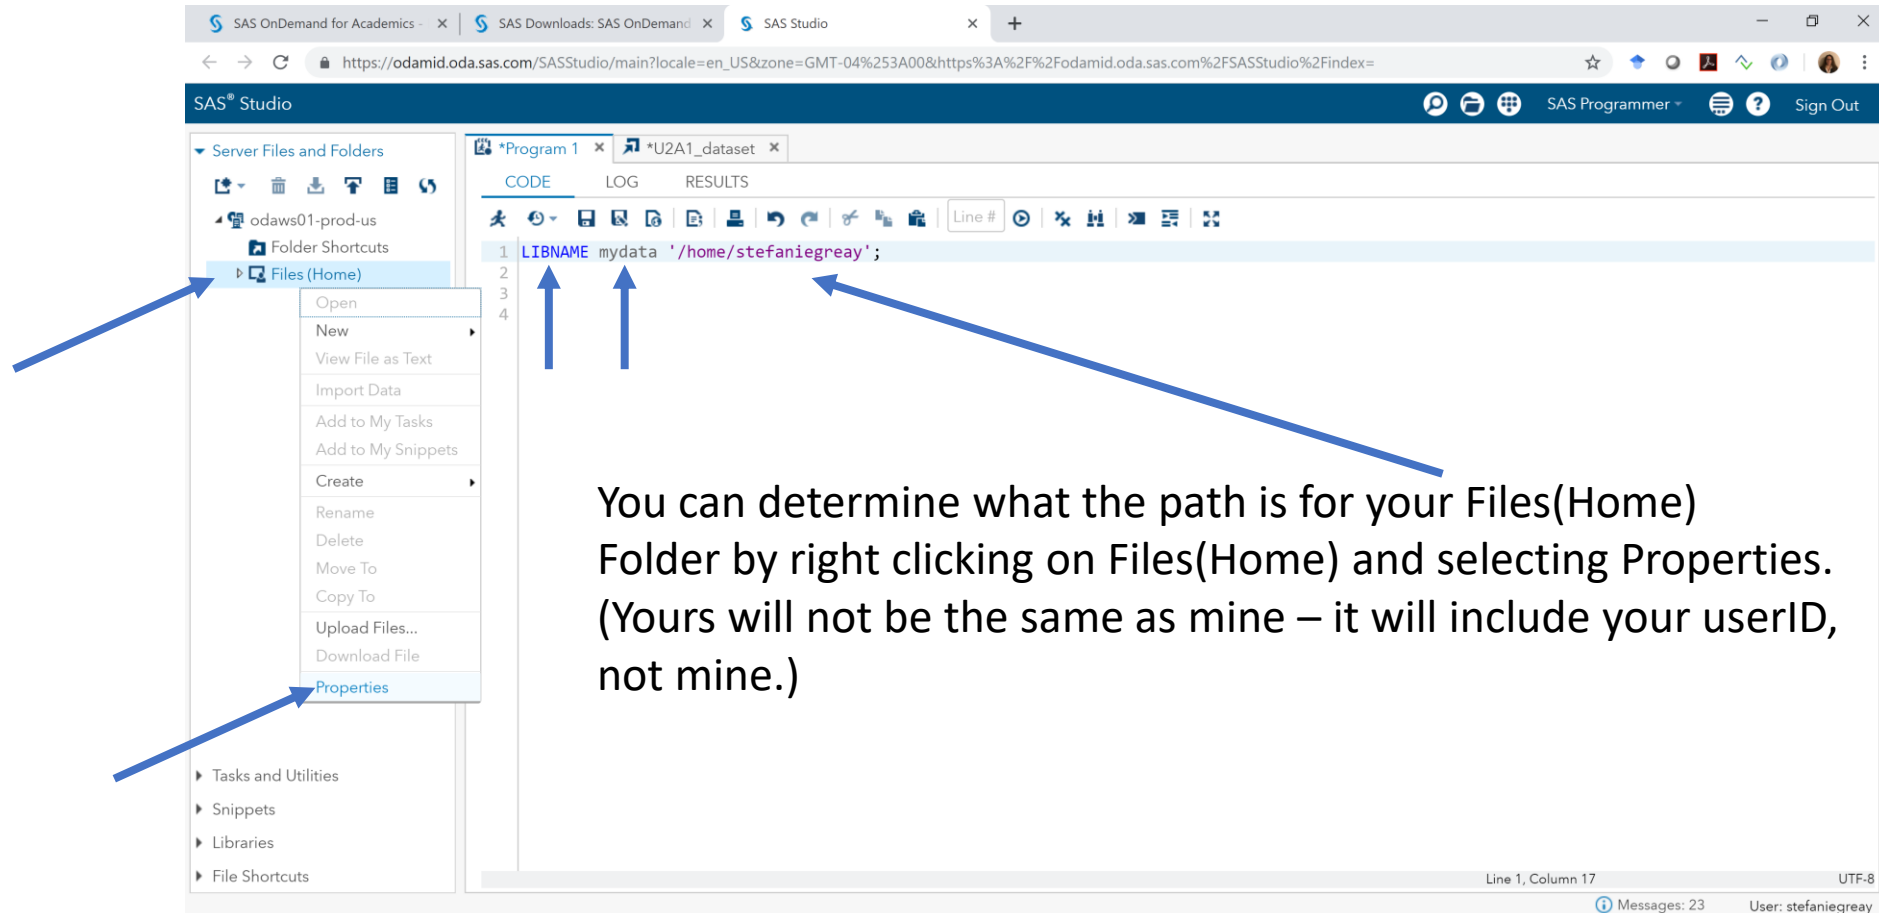 SAS OnDemand for Academics -
SAS Downloads: SAS OnDemand
SAS Studio
https://odamid.oda.sas.com/SASStudio/main?locale=en_US&zone=GMT-04%253A00&https%3A%2F%2Fodamid.oda.sas.com%2FSASStudio%2Findex=
SAS® Studio
SAS Programmer
Sign Out
Server Files and Folders
*Program 1
*U2A1_dataset
CODE
LOG
RESULTS
Line #
odaws01-prod-us
Folder Shortcuts
Files (Home)
1 LIBNAME mydata '/home/stefaniegreay';
2
3
4
Open
New
View File as Text
Import Data
Add to My Tasks
Add to My Snippets
Create
Rename
Delete
Move To
Copy To
Upload Files...
Download File
Properties
You can determine what the path is for your Files(Home)
Folder by right clicking on Files(Home) and selecting Properties.
(Yours will not be the same as mine – it will include your userID,
not mine.)
Tasks and Utilities
Snippets
Libraries
File Shortcuts
Line 1, Column 17
UTF-8
Messages: 23
User: stefaniegreay